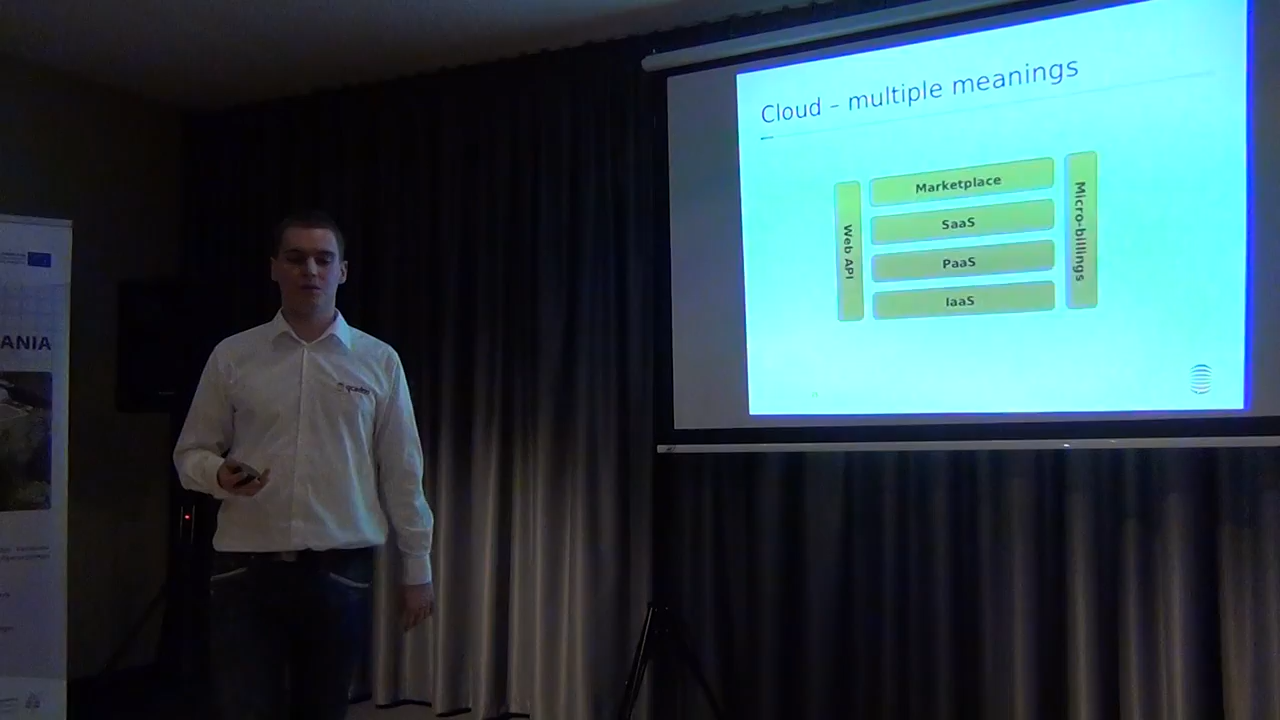 Cloud – multiple meanings
Web API
Marketplace
SaaS
PaaS
IaaS
Micro-billings
ANIA